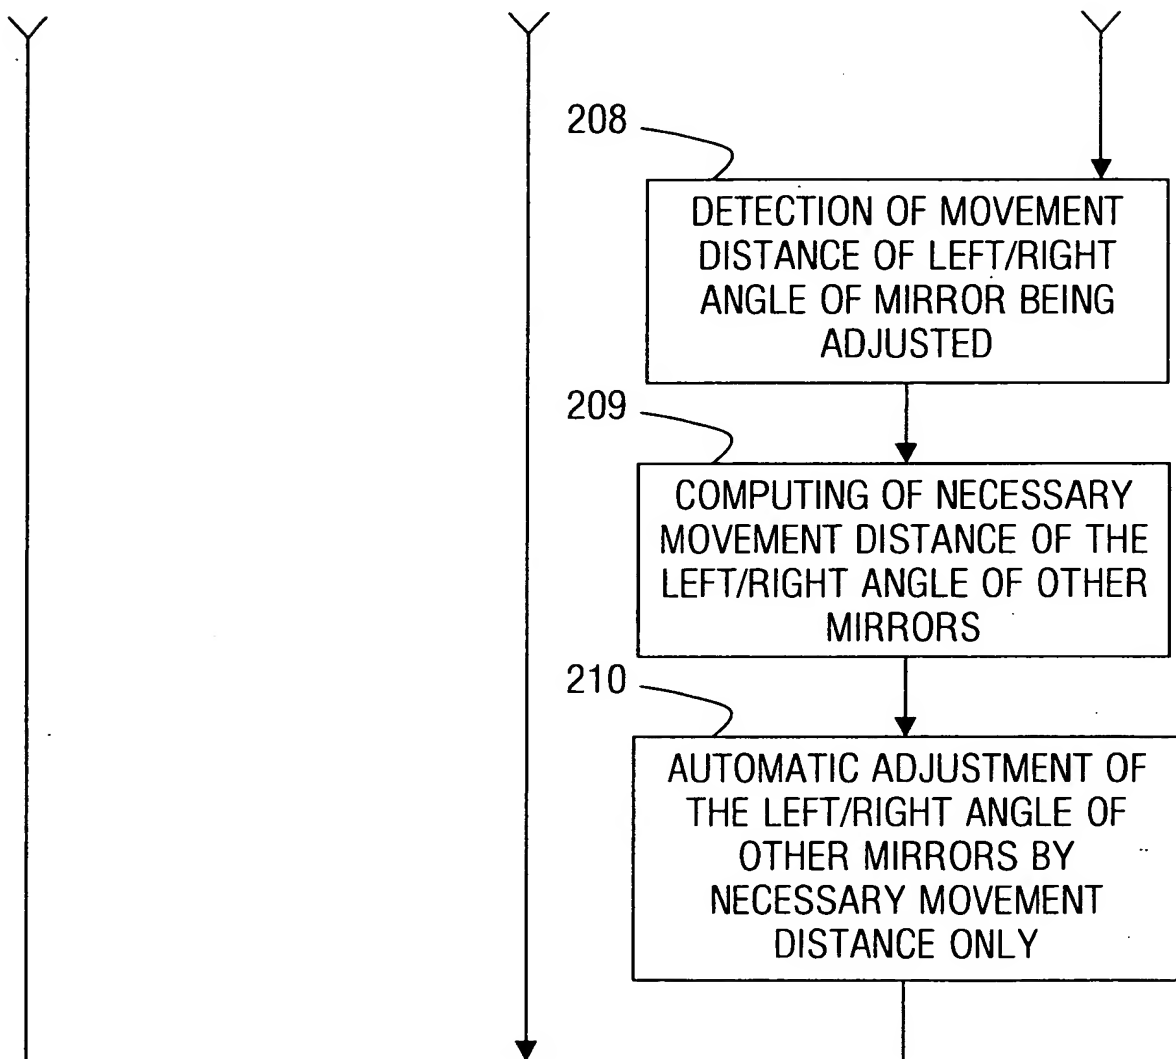 208
DETECTION OF MOVEMENT
DISTANCE OF LEFT/RIGHT
ANGLE OF MIRROR BEING
ADJUSTED
209
COMPUTING OF NECESSARY
MOVEMENT DISTANCE OF THE
LEFT/RIGHT ANGLE OF OTHER
MIRRORS
210
AUTOMATIC ADJUSTMENT OF
THE LEFT/RIGHT ANGLE OF
OTHER MIRRORS BY
NECESSARY MOVEMENT
DISTANCE ONLY